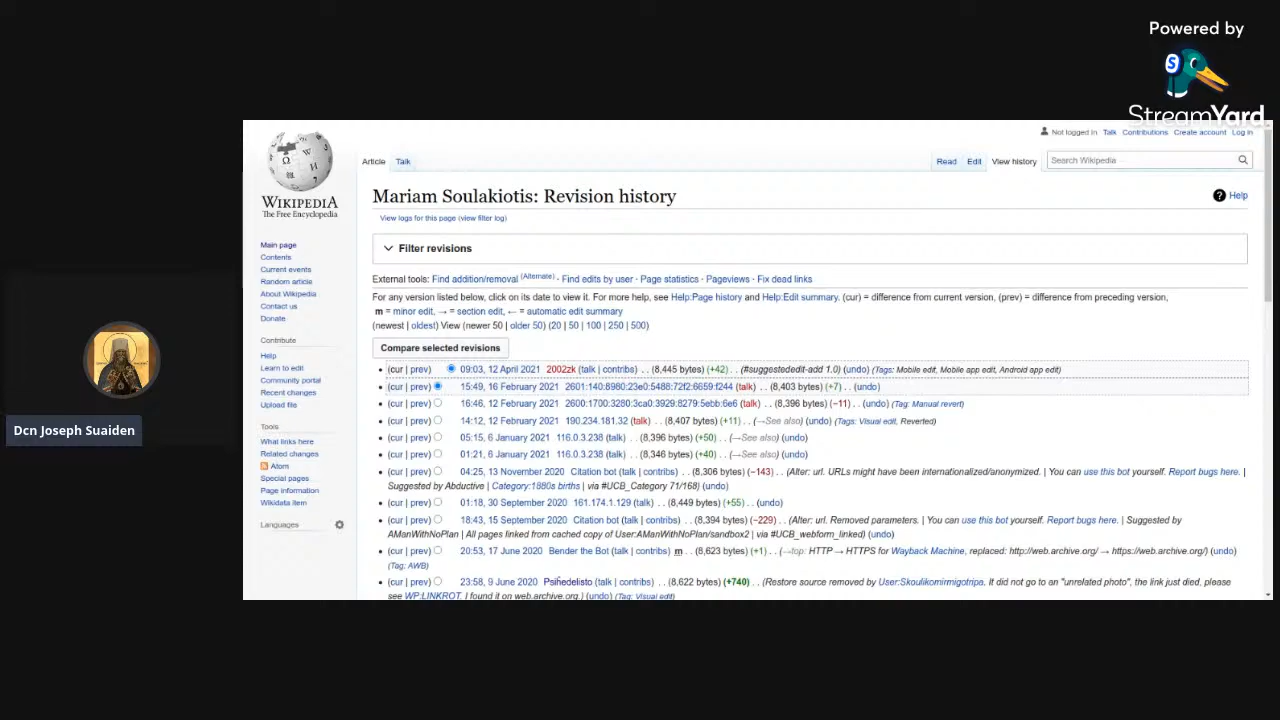 Powered by
S
StreamYard
Not logged in Talk Contributions Create account Log in
Article Talk Read Edit View history Search Wikipedia
WIKIPEDIA
The Free Encyclopedia
Mariam Soulakiotis: Revision history
Help
View logs for this page (view filter log)
Main page
Contents
Current events
Random article
About Wikipedia
Contact us
Donate
Contribute
Help
Learn to edit
Community portal
Recent changes
Upload file
Tools
What links here
Related changes
Atom
Special pages
Page information
Wikidata item
Languages
Dcn Joseph Suaiden
Filter revisions
External tools: Find addition/removal (Alternate) · Find edits by user · Page statistics · Pageviews · Fix dead links
For any version listed below, click on its date to view it. For more help, see Help:Page history and Help:Edit summary. (cur) = difference from current version, (prev) = difference from preceding version,
m = minor edit, → = section edit, ← = automatic edit summary
(newest | oldest) View (newer 50 | older 50) (20 | 50 | 100 | 250 | 500)
Compare selected revisions
(cur | prev) 09:03, 12 April 2021 2002zk (talk | contribs) . . (8,445 bytes) (+42) . . (#suggestededit-add 1.0) (undo) (Tags: Mobile edit, Mobile app edit, Android app edit)
(cur | prev) 15:49, 16 February 2021 2601:140:8980:23e0:5488:72f2:6659:f244 (talk) . . (8,403 bytes) (+7) . . (undo)
(cur | prev) 16:46, 12 February 2021 2600:1700:3280:3ca0:3929:8279:5ebb:6e6 (talk) . . (8,396 bytes) (−11) . . (undo) (Tag: Manual revert)
(cur | prev) 14:12, 12 February 2021 190.234.181.32 (talk) . . (8,407 bytes) (+11) . . (→See also) (undo) (Tags: Visual edit, Reverted)
(cur | prev) 05:15, 6 January 2021 116.0.3.238 (talk) . . (8,396 bytes) (+50) . . (→See also) (undo)
(cur | prev) 01:21, 6 January 2021 116.0.3.238 (talk) . . (8,346 bytes) (+40) . . (→See also) (undo)
(cur | prev) 04:25, 13 November 2020 Citation bot (talk | contribs) . . (8,306 bytes) (−143) . . (Alter: url. URLs might have been internationalized/anonymized. | You can use this bot yourself. Report bugs here. |
Suggested by Abductive | Category:1880s births | via #UCB_Category 71/168) (undo)
(cur | prev) 01:18, 30 September 2020 161.174.1.129 (talk) . . (8,449 bytes) (+55) . . (undo)
(cur | prev) 18:43, 15 September 2020 Citation bot (talk | contribs) . . (8,394 bytes) (−229) . . (Alter: url. Removed parameters. | You can use this bot yourself. Report bugs here. | Suggested by
AManWithNoPlan | All pages linked from cached copy of User:AManWithNoPlan/sandbox2 | via #UCB_webform_linked) (undo)
(cur | prev) 20:53, 17 June 2020 Bender the Bot (talk | contribs) m . . (8,623 bytes) (+1) . . (→top: HTTP → HTTPS for Wayback Machine, replaced: http://web.archive.org/ → https://web.archive.org/) (undo)
(Tag: AWB)
(cur | prev) 23:58, 9 June 2020 Psiĥedelisto (talk | contribs) . . (8,622 bytes) (+740) . . (Restore source removed by User:Skoulikomirmigotripa. It did not go to an "unrelated photo", the link just died, please
see WP:LINKROT. I found it on web.archive.org.) (undo) (Tag: Visual edit)